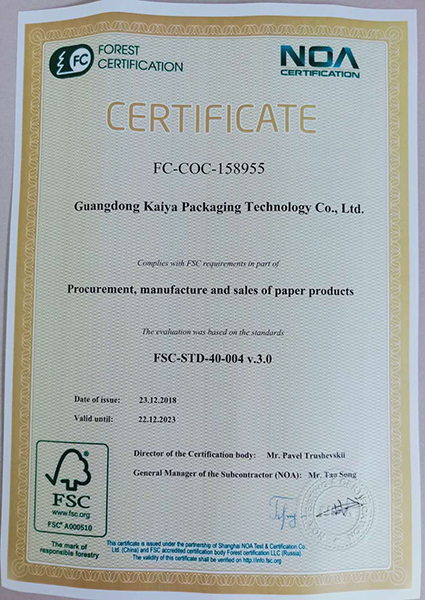 FC
FOREST
CERTIFICATION
NOA
CERTIFICATION
CERTIFICATE
FC-COC-158955
Guangdong Kaiya Packaging Technology Co., Ltd.
Complies with FSC requirements in part of
Procurement, manufacture and sales of paper products
The evaluation was based on the standards
FSC-STD-40-004 v.3.0
Date of issue: 23.12.2018
Valid until: 22.12.2023
Director of the Certification body: Mr. Pavel Trushevskii
General Manager of the Subcontractor (NOA): Mr. Tao Song
FSC
www.fsc.org
FSC® A000510
The mark of
responsible forestry
This certificate is issued under the partnership of Shanghai NOA Test & Certification Co.,
Ltd. (China) and FSC accredited certification body Forest certification LLC (Russia).
The validity of this certificate shall be verified on http://info.fsc.org